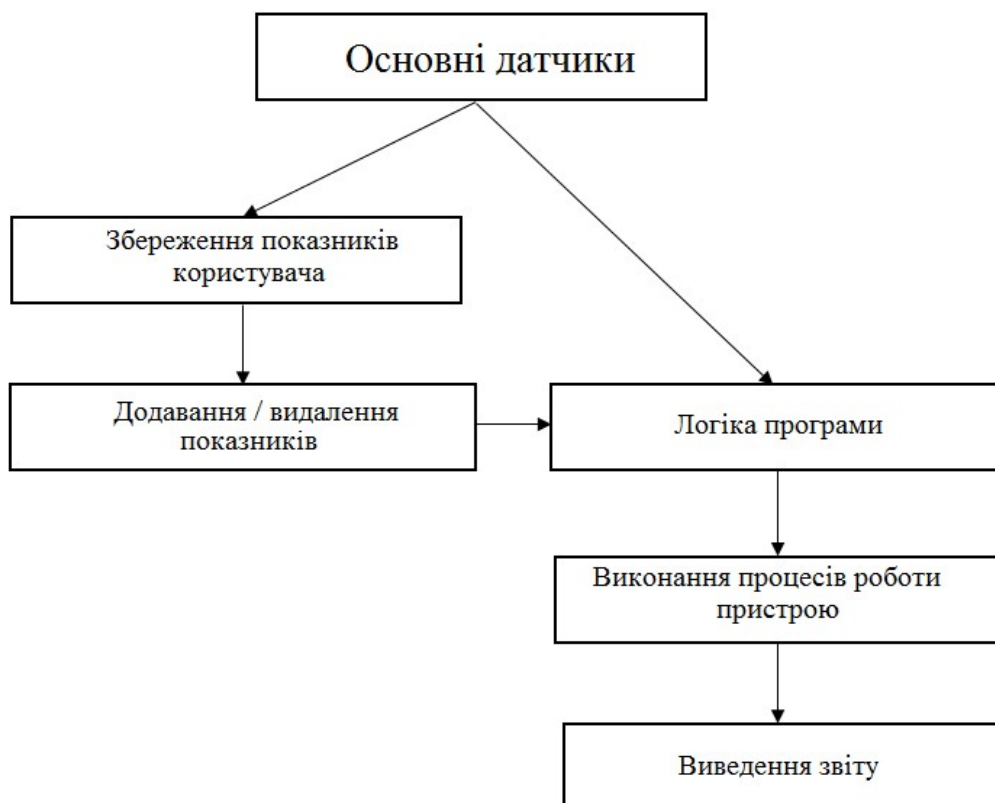 Основні датчики
Збереження показників
користувача
Додавання / видалення
показників
Логіка програми
Виконання процесів роботи
пристрою
Виведення звіту